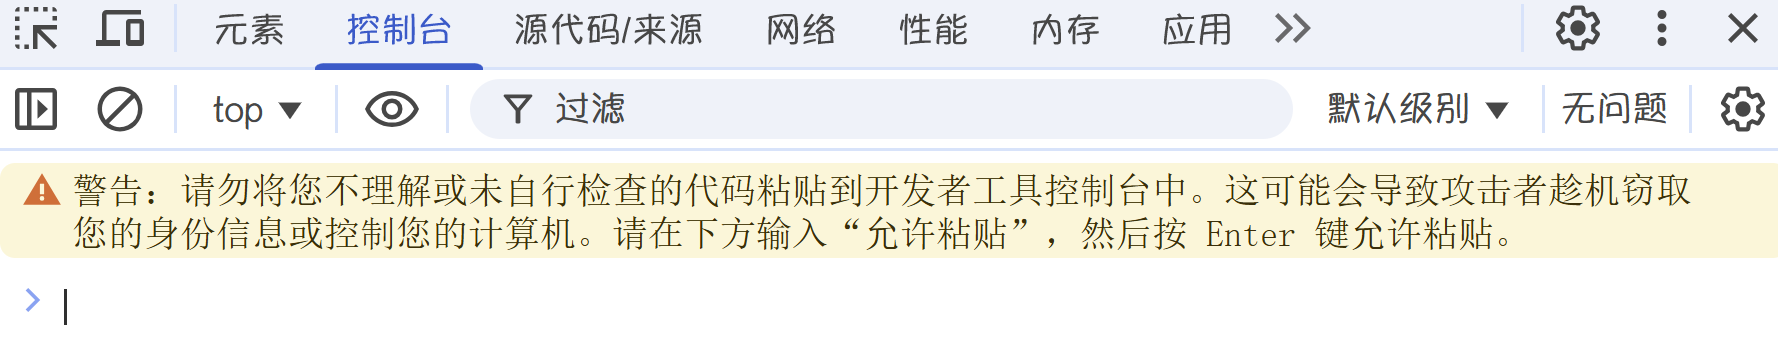 元素 控制台 源代码/来源 网络 性能 内存 应用
top 过滤 默认级别 无问题
警告：请勿将您不理解或未自行检查的代码粘贴到开发者工具控制台中。这可能会导致攻击者趁机窃取
您的身份信息或控制您的计算机。请在下方输入“允许粘贴”，然后按 Enter 键允许粘贴。